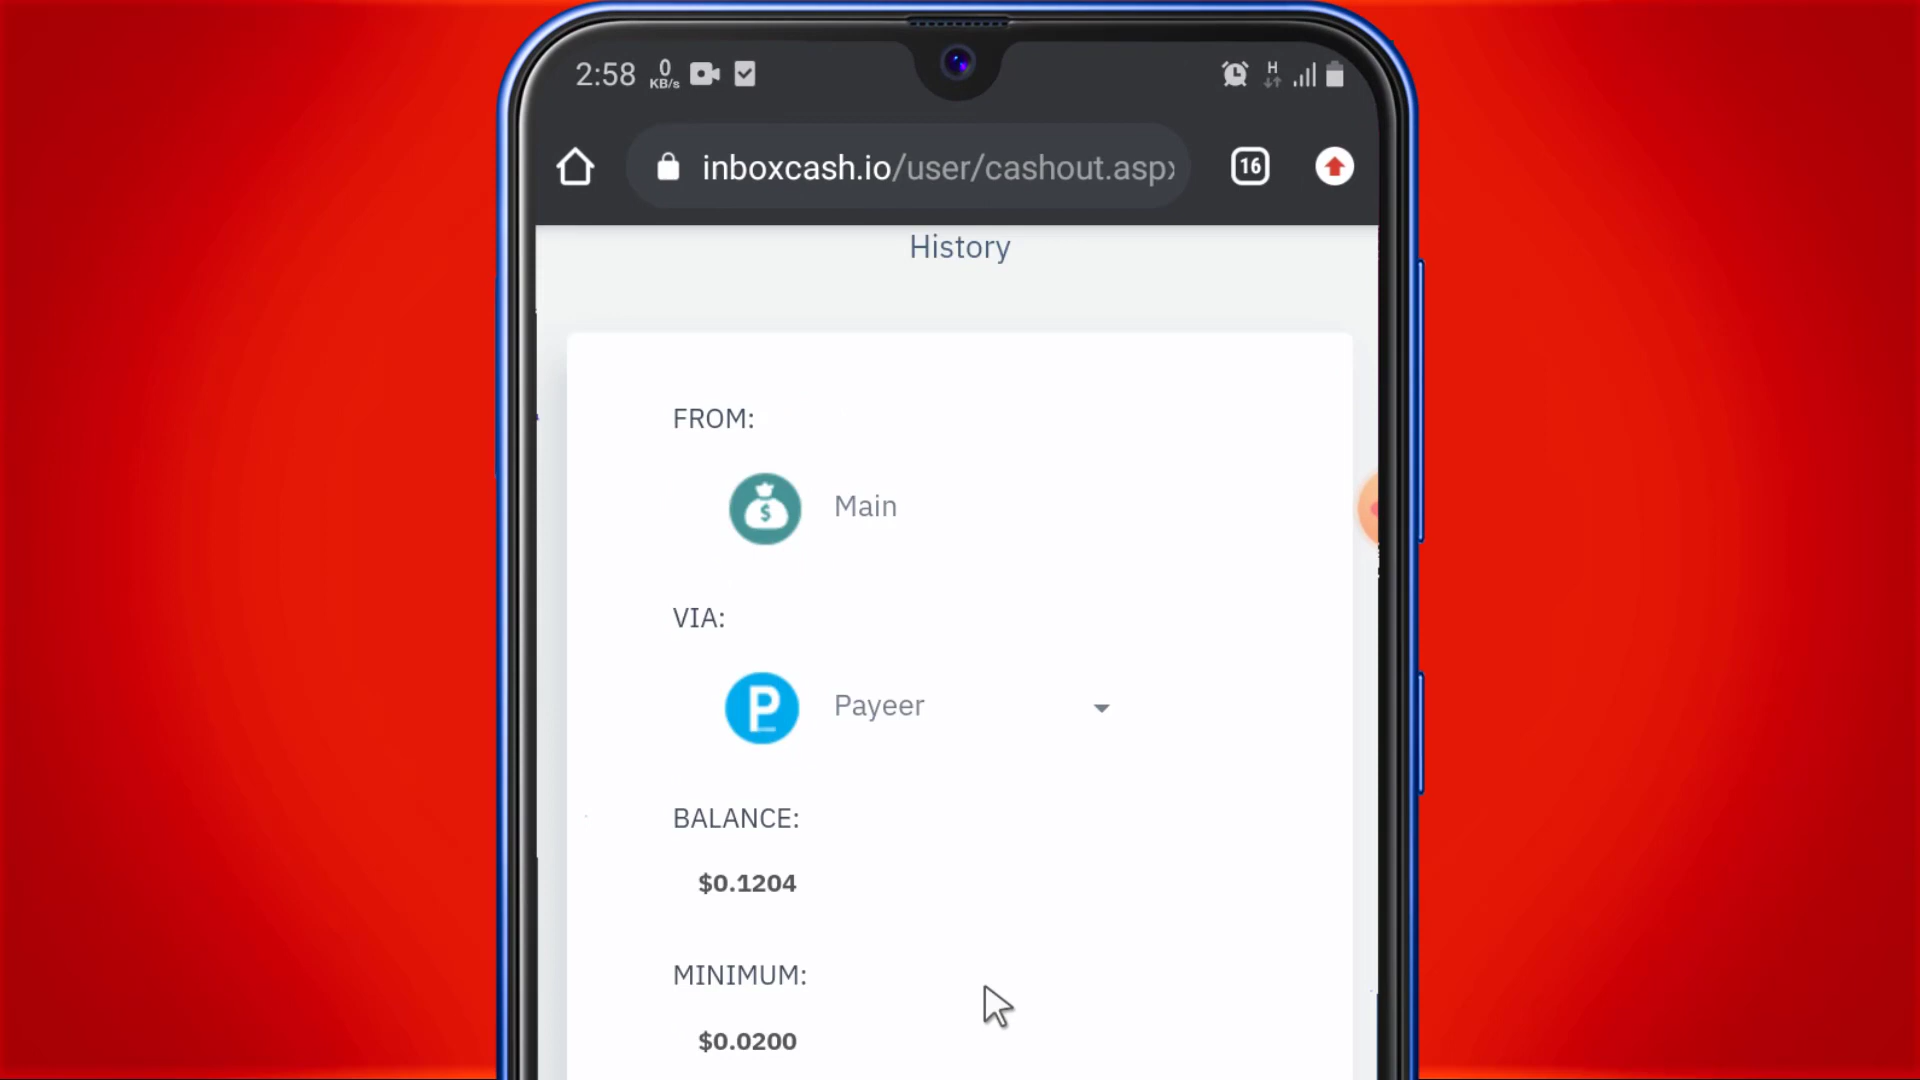 2:58 0 KB/s H
inboxcash.io/user/cashout.asp
16
History
FROM:
$ Main
VIA:
P Payeer
BALANCE:
$0.1204
MINIMUM:
$0.0200